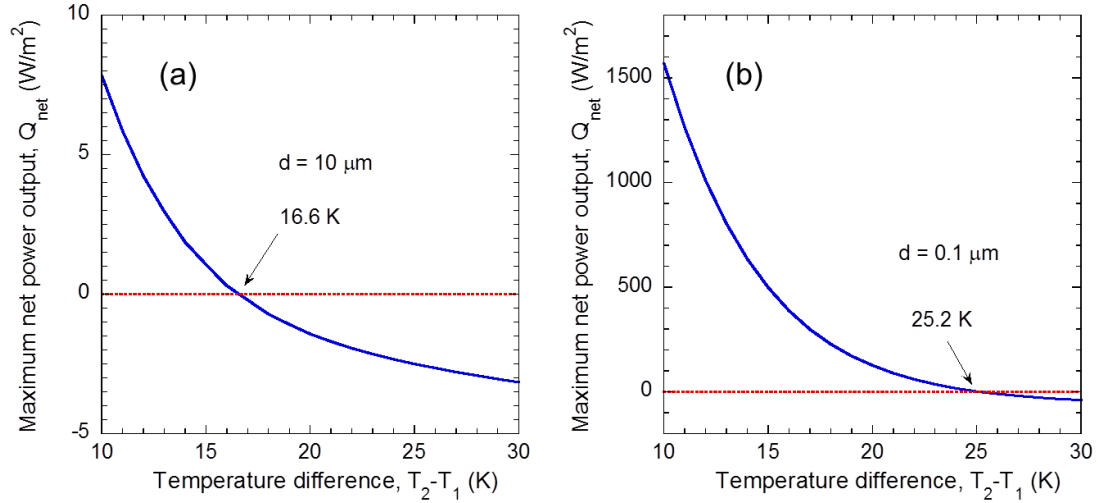 Maximum net power output, Q_net (W/m²)
10
5
0
-5
(a)
d = 10 μm
16.6 K
10
15
20
25
30
Temperature difference, T₂-T₁ (K)
Maximum net power output, Q_net (W/m²)
1500
1000
500
0
(b)
d = 0.1 μm
25.2 K
10
15
20
25
30
Temperature difference, T₂-T₁ (K)